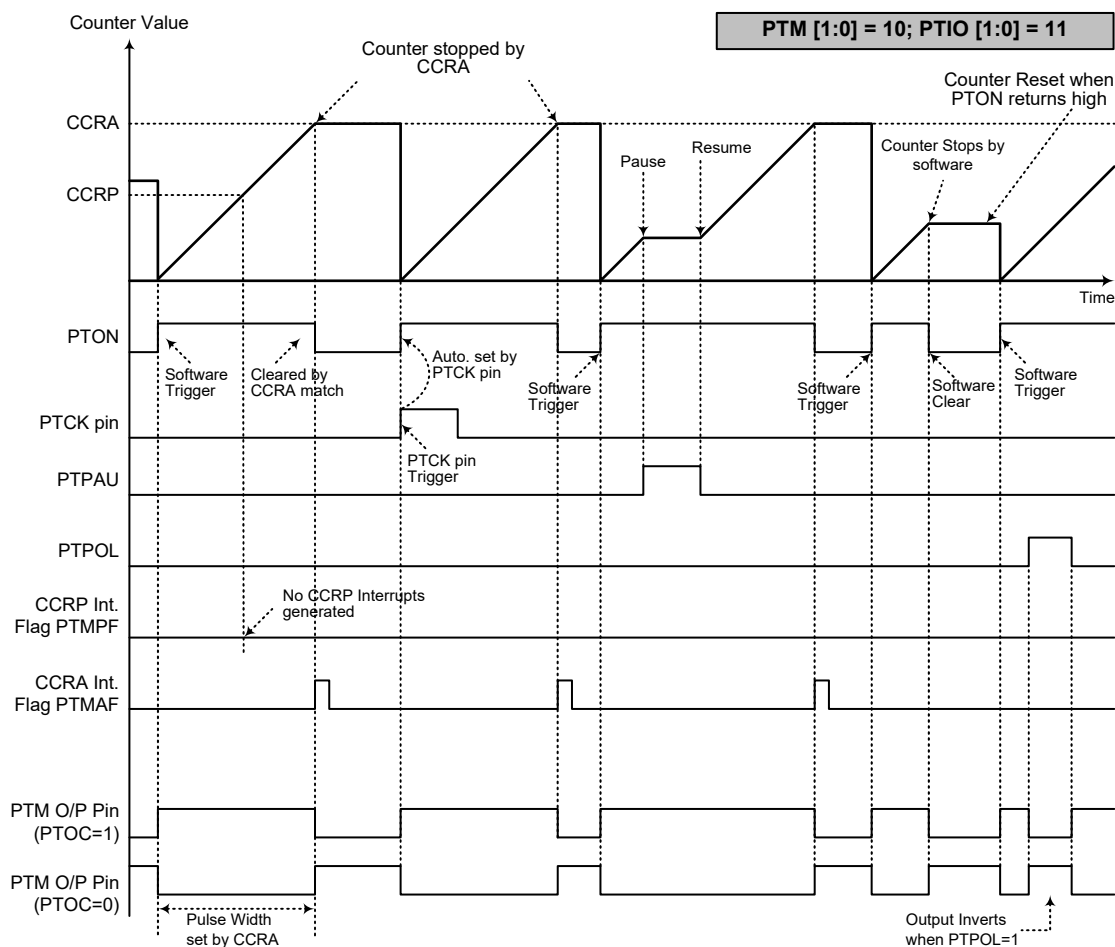 Counter Value
PTM [1:0] = 10; PTIO [1:0] = 11
Counter stopped by
CCRA
Counter Reset when
PTON returns high
CCRA
CCRP
Pause
Resume
Counter Stops by
software
Time
PTON
Software
Trigger
Cleared by
CCRA match
Auto. set by
PTCK pin
Software
Trigger
Software
Trigger
Software
Clear
Software
Trigger
PTCK pin
PTCK pin
Trigger
PTPAU
PTPOL
CCRP Int.
Flag PTMPF
No CCRP Interrupts
generated
CCRA Int.
Flag PTMAF
PTM O/P Pin
(PTOC=1)
PTM O/P Pin
(PTOC=0)
Pulse Width
set by CCRA
Output Inverts
when PTPOL=1